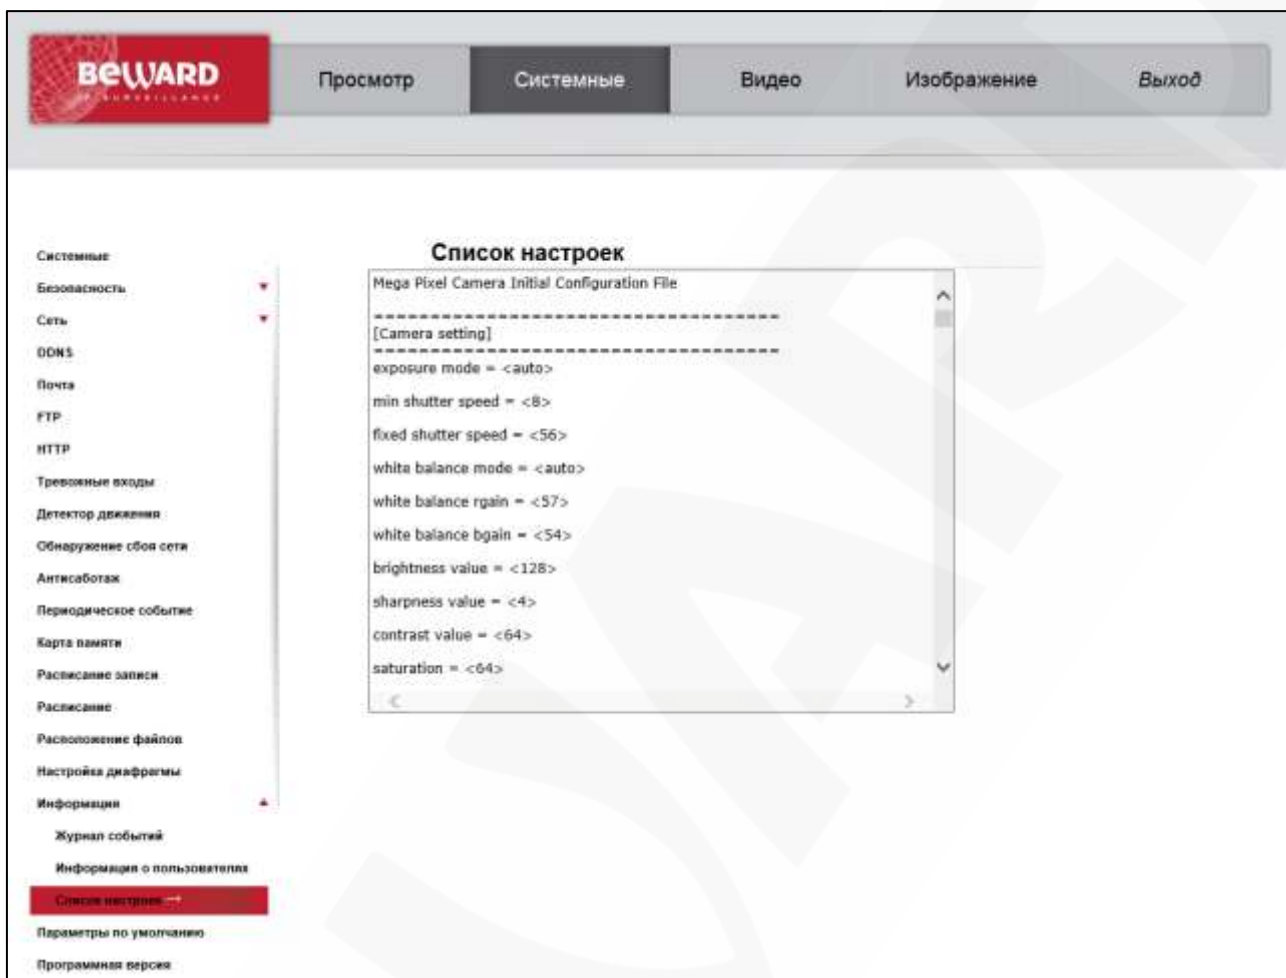 BEWARD
IP SURVEILLANCE
Просмотр
Системные
Видео
Изображение
Выход
Системные
Безопасность
Сеть
DDNS
Почта
FTP
HTTP
Тревожные входы
Детектор движения
Обнаружение сбоя сети
Антисаботаж
Периодическое событие
Карта памяти
Расписание записи
Расписание
Расположение файлов
Настройка диафрагмы
Информация
Журнал событий
Информация о пользователях
Список настроек →
Параметры по умолчанию
Программная версия
Список настроек
Mega Pixel Camera Initial Configuration File
------------------------------------
[Camera setting]
------------------------------------
exposure mode = <auto>
min shutter speed = <8>
fixed shutter speed = <56>
white balance mode = <auto>
white balance rgain = <57>
white balance bgain = <54>
brightness value = <128>
sharpness value = <4>
contrast value = <64>
saturation = <64>